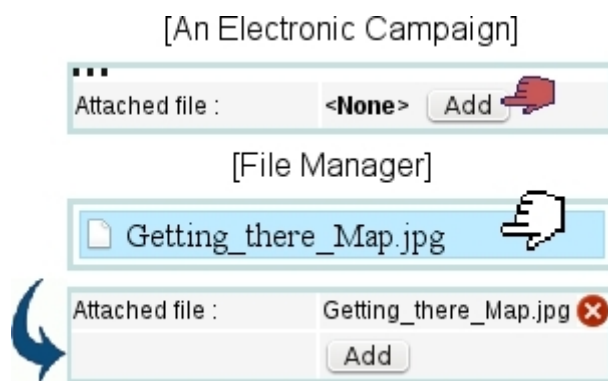 [An Electronic Campaign]
...
Attached file : <None> Add
[File Manager]
Getting_there_Map.jpg
Attached file : Getting_there_Map.jpg
Add